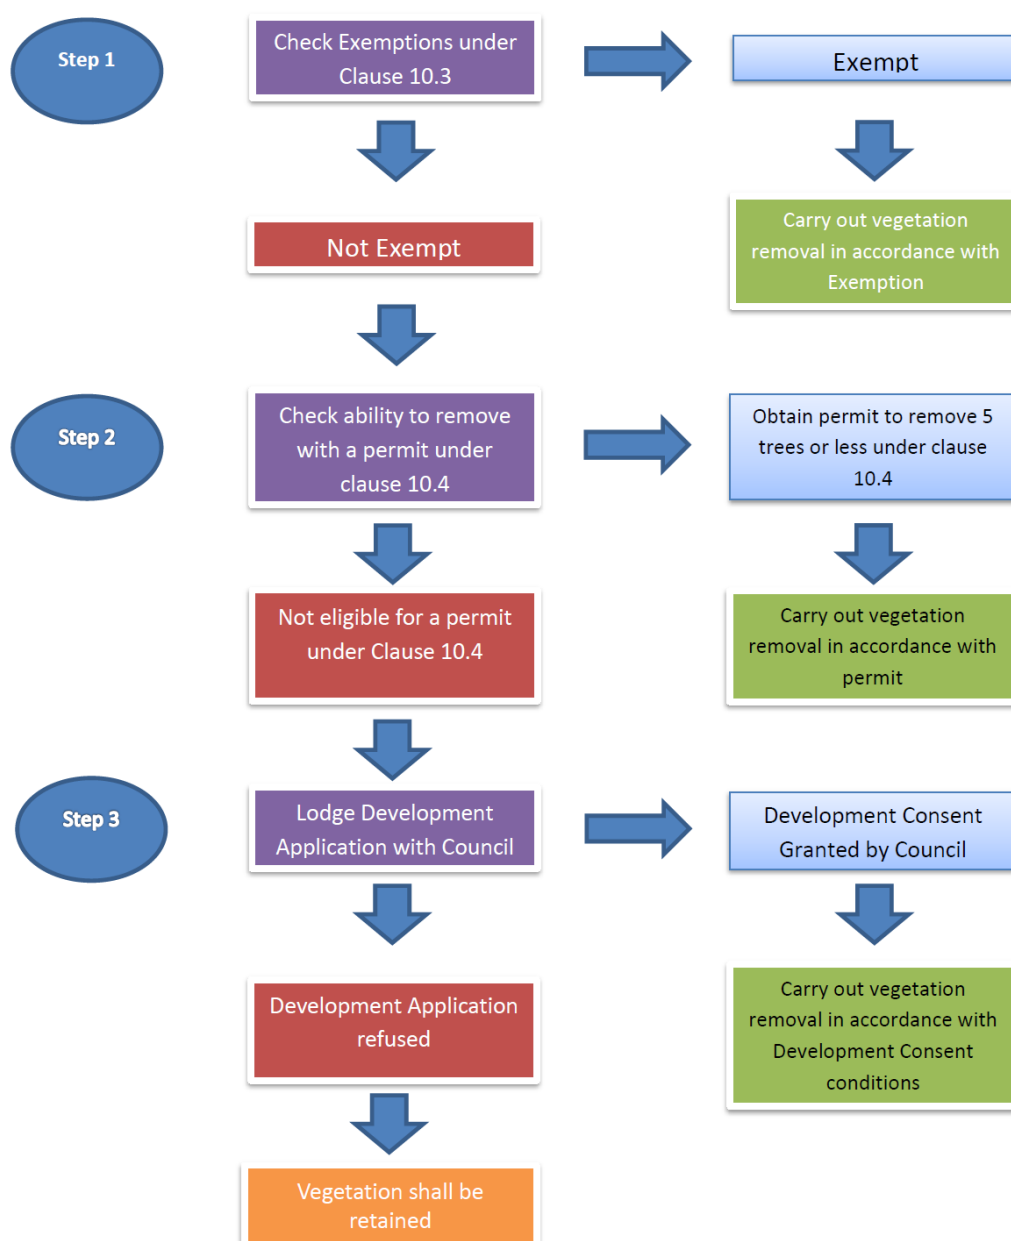 Step 1
Check Exemptions under
Clause 10.3
Exempt
Not Exempt
Carry out vegetation
removal in accordance with
Exemption
Step 2
Check ability to remove
with a permit under
clause 10.4
Obtain permit to remove 5
trees or less under clause
10.4
Not eligible for a permit
under Clause 10.4
Carry out vegetation
removal in accordance with
permit
Step 3
Lodge Development
Application with Council
Development Consent
Granted by Council
Development Application
refused
Carry out vegetation
removal in accordance with
Development Consent
conditions
Vegetation shall be
retained